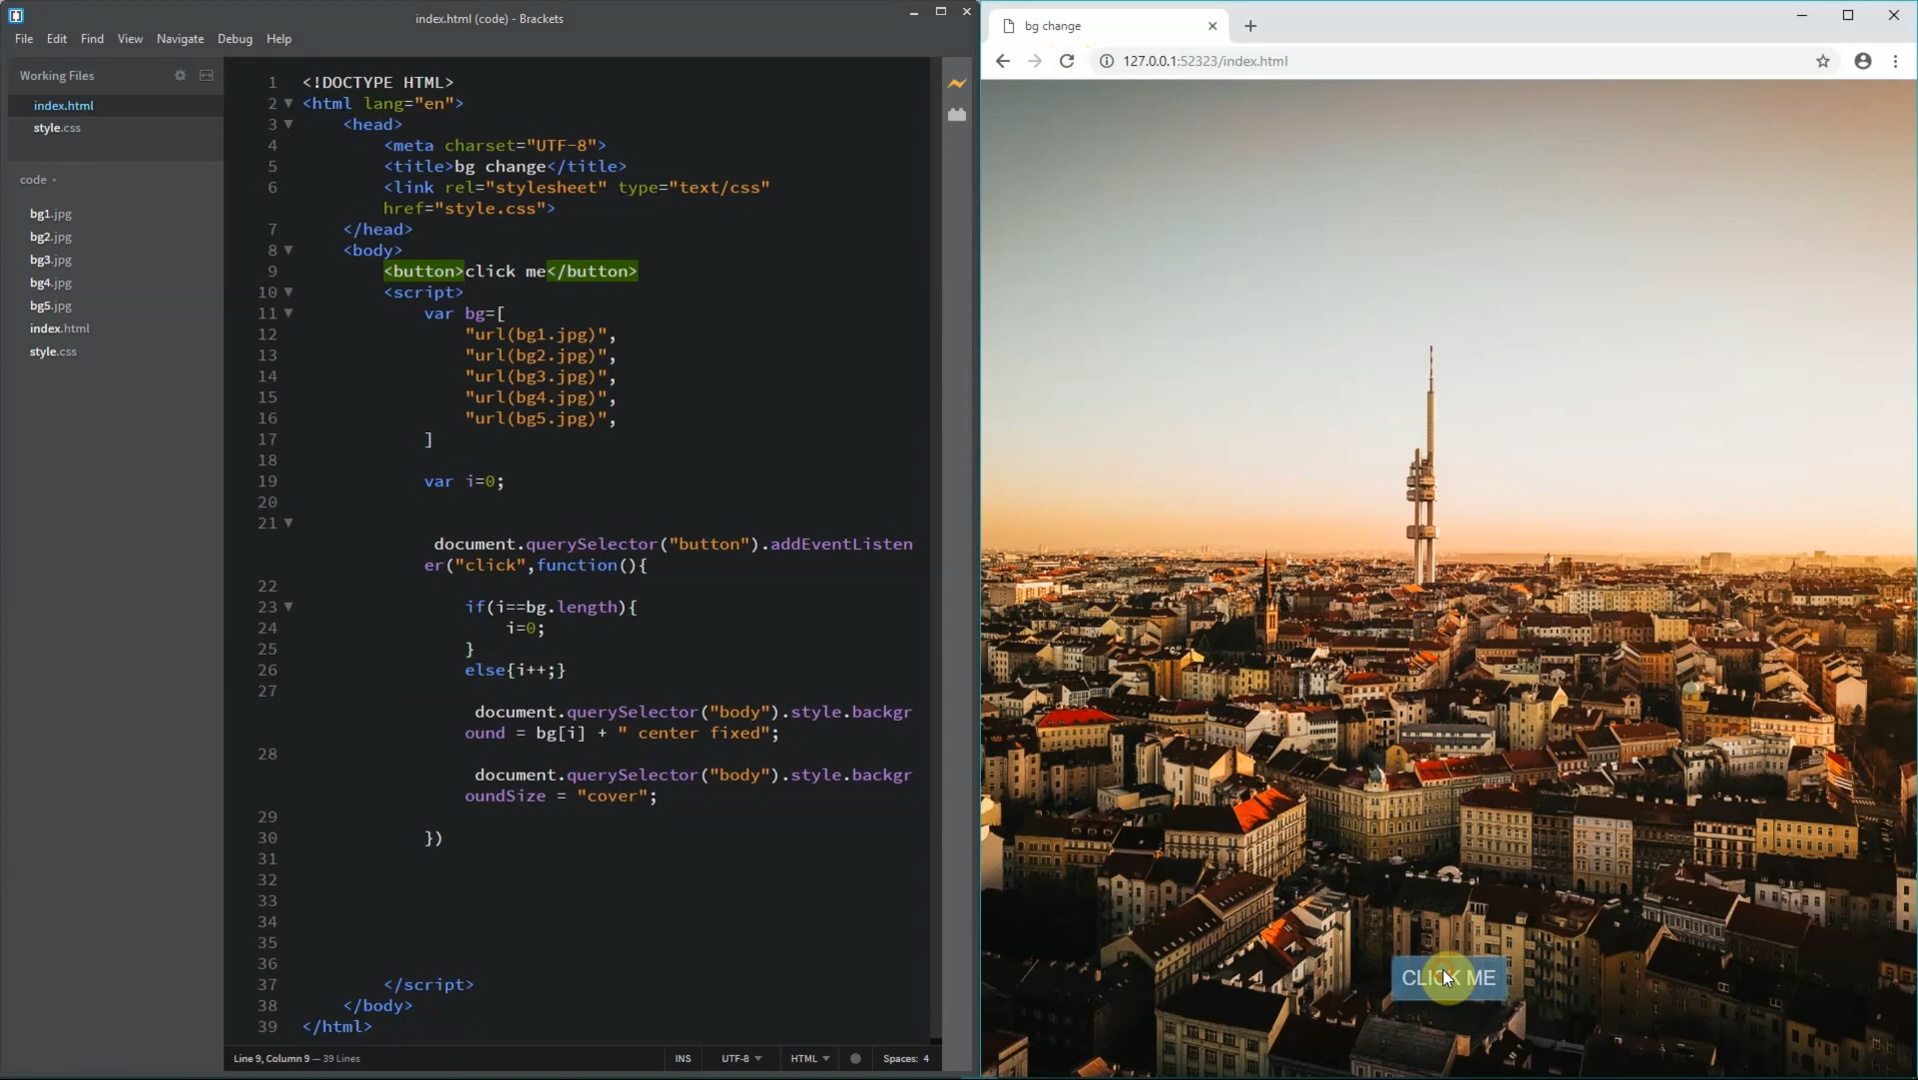 index.html (code) - Brackets
File Edit Find View Navigate Debug Help
Working Files
index.html
style.css
code
bg1.jpg
bg2.jpg
bg3.jpg
bg4.jpg
bg5.jpg
index.html
style.css
1 <!DOCTYPE HTML>
2 <html lang="en">
3 <head>
4 <meta charset="UTF-8">
5 <title>bg change</title>
6 <link rel="stylesheet" type="text/css"
href="style.css">
7 </head>
8 <body>
9 <button>click me</button>
10 <script>
11 var bg=[
12 "url(bg1.jpg)",
13 "url(bg2.jpg)",
14 "url(bg3.jpg)",
15 "url(bg4.jpg)",
16 "url(bg5.jpg)",
17 ]
18
19 var i=0;
20
21
document.querySelector("button").addEventListen
er("click",function(){
22
23 if(i==bg.length){
24 i=0;
25 }
26 else{i++;}
27
document.querySelector("body").style.backgr
ound = bg[i] + " center fixed";
28
document.querySelector("body").style.backgr
oundSize = "cover";
29
30 })
31
32
33
34
35
36
37 </script>
38 </body>
39 </html>
Line 9, Column 9 — 39 Lines
INS UTF-8 HTML Spaces: 4
bg change
127.0.0.1:52323/index.html
CLICK ME